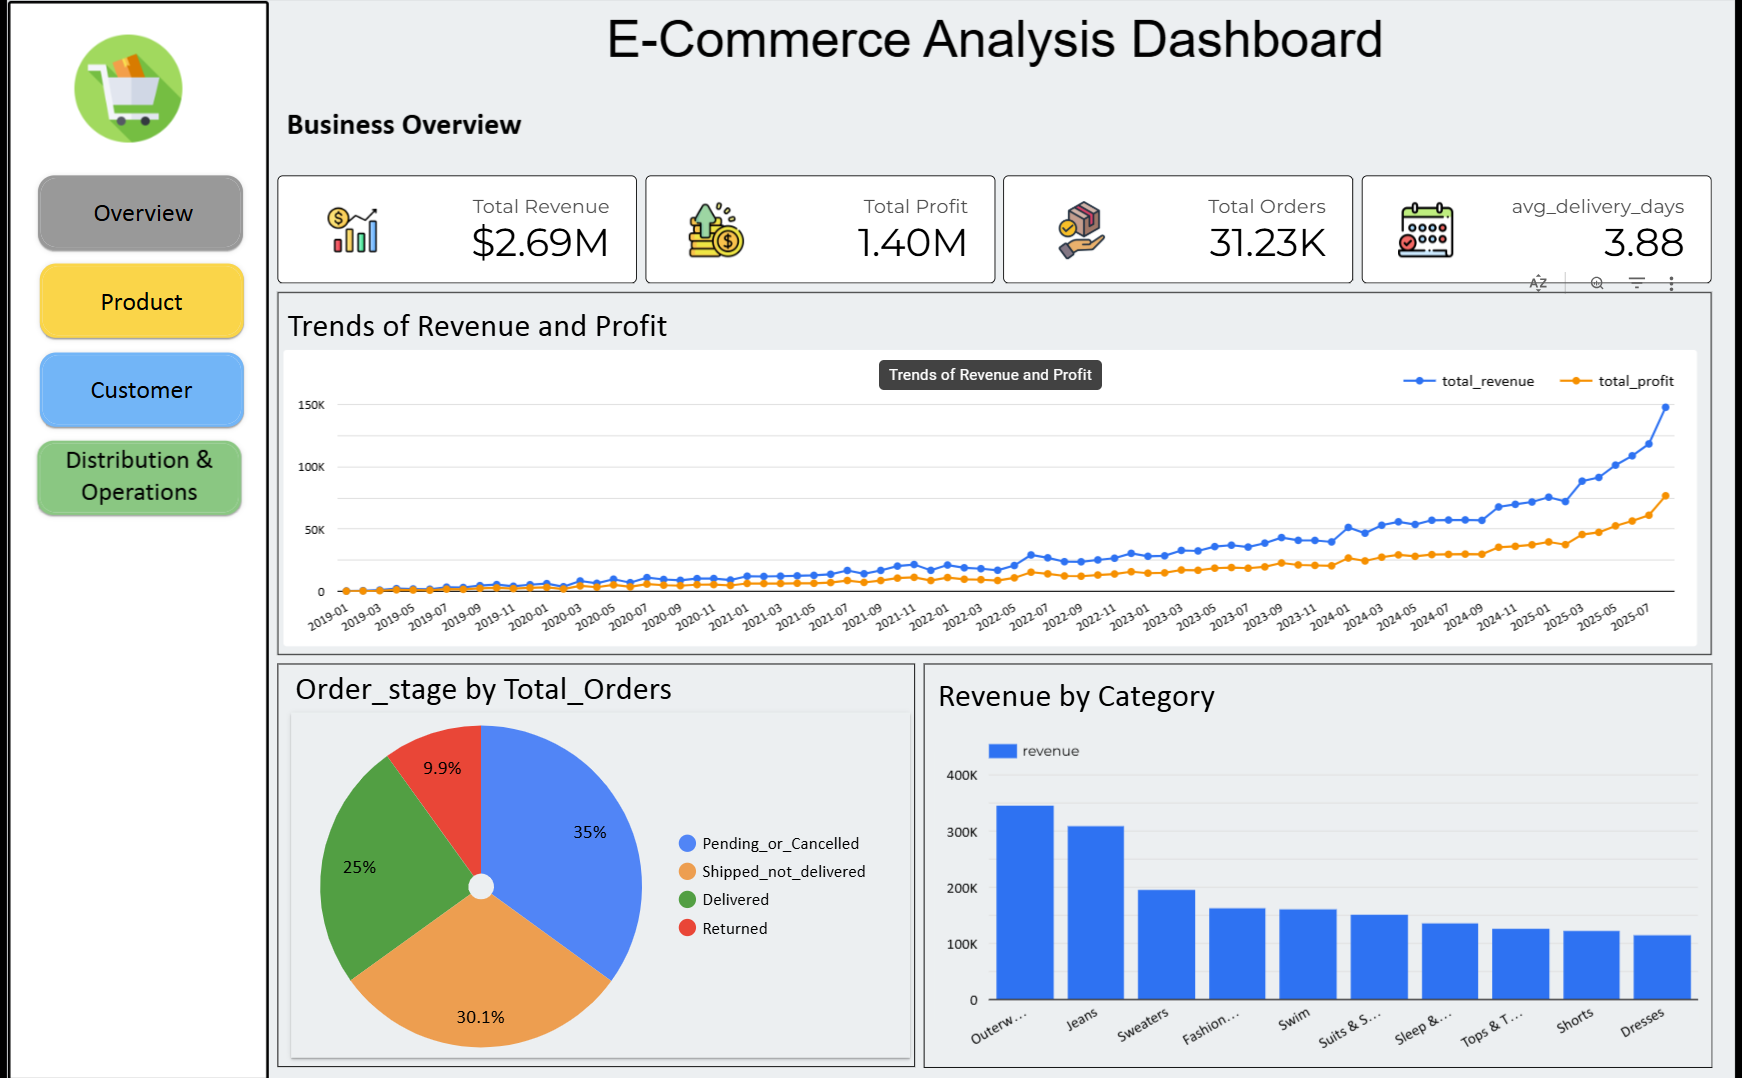 E-Commerce Analysis Dashboard
Business Overview
Overview
Product
Customer
Distribution &
Operations
Total Revenue
$2.69M
Total Profit
1.40M
Total Orders
31.23K
avg_delivery_days
3.88
AZ
Trends of Revenue and Profit
Trends of Revenue and Profit
total_revenue
total_profit
150K
100K
50K
0
2019-01
2019-03
2019-05
2019-07
2019-09
2019-11
2020-01
2020-03
2020-05
2020-07
2020-09
2020-11
2021-01
2021-03
2021-05
2021-07
2021-09
2021-11
2022-01
2022-03
2022-05
2022-07
2022-09
2022-11
2023-01
2023-03
2023-05
2023-07
2023-09
2023-11
2024-01
2024-03
2024-05
2024-07
2024-09
2024-11
2025-01
2025-03
2025-05
2025-07
Order_stage by Total_Orders
9.9%
35%
25%
30.1%
Pending_or_Cancelled
Shipped_not_delivered
Delivered
Returned
Revenue by Category
revenue
400K
300K
200K
100K
0
Outerw...
Jeans
Sweaters
Fashion...
Swim
Suits & S...
Sleep &...
Tops & T...
Shorts
Dresses